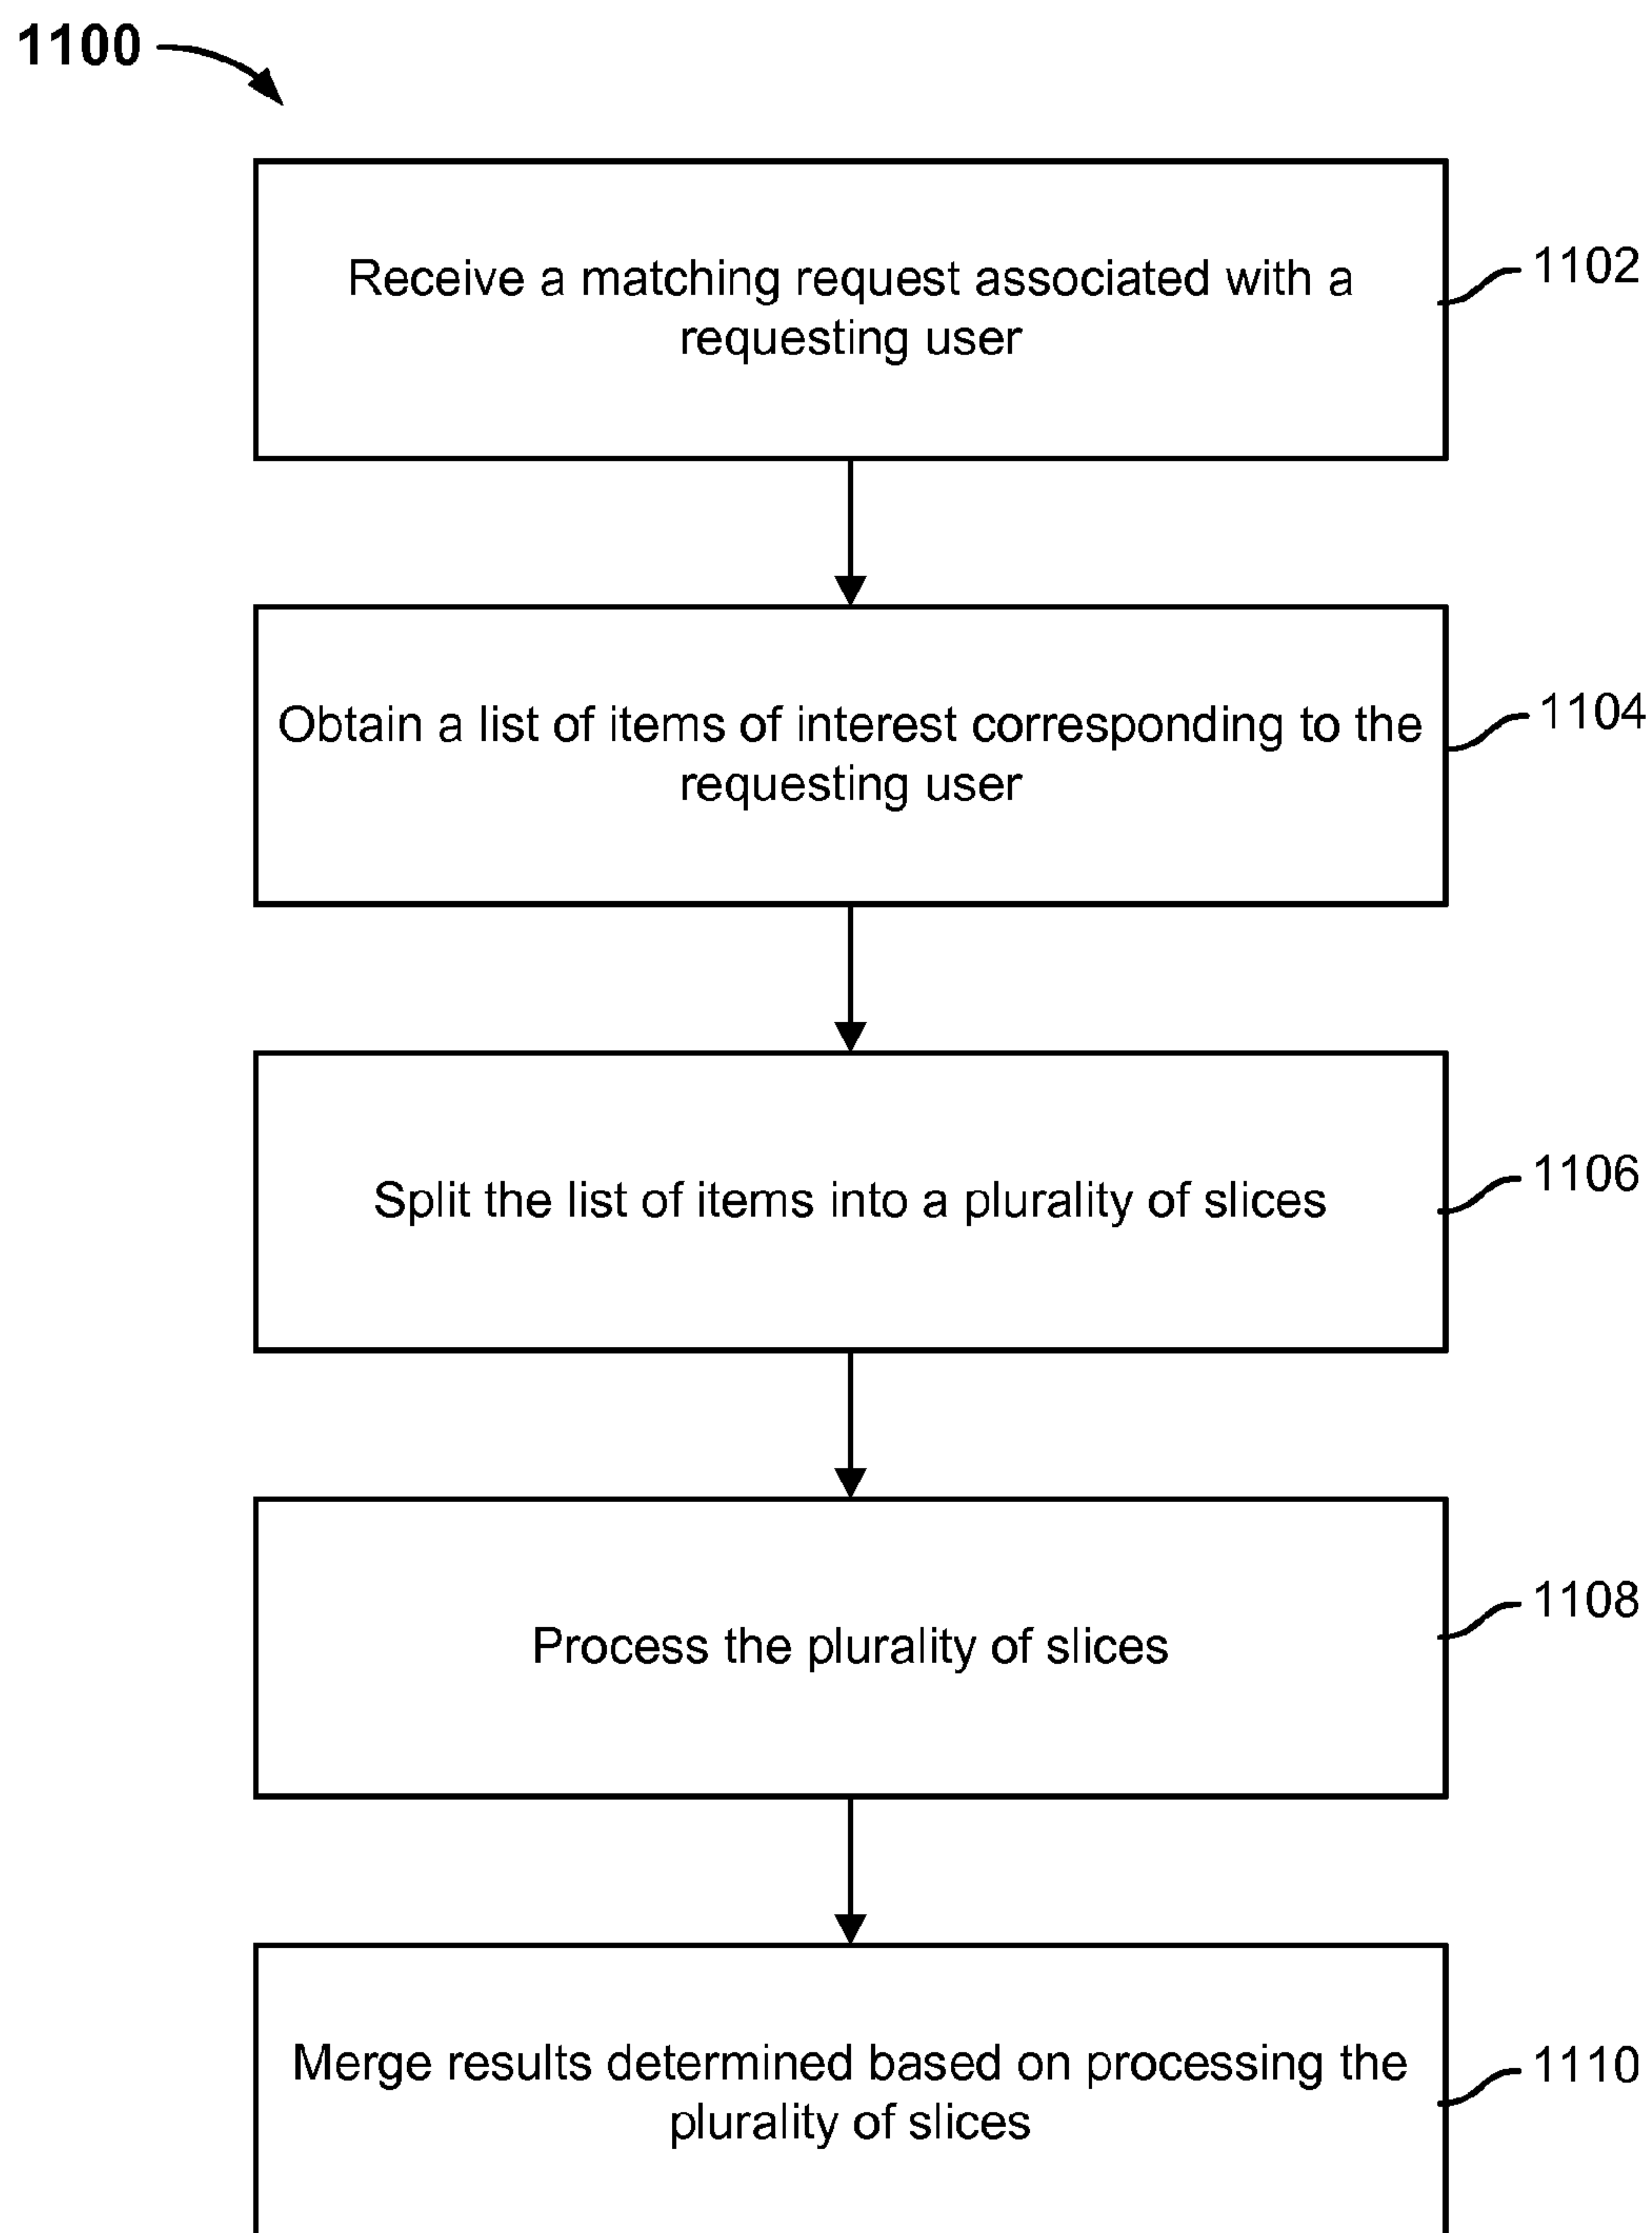 1100
Receive a matching request associated with a
requesting user
1102
Obtain a list of items of interest corresponding to the
requesting user
1104
Split the list of items into a plurality of slices
1106
Process the plurality of slices
1108
Merge results determined based on processing the
plurality of slices
1110